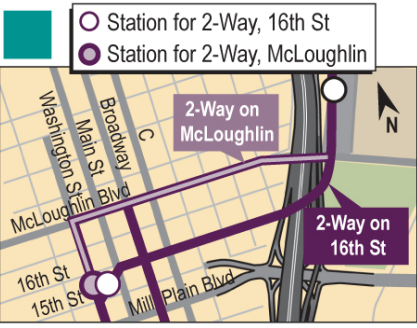 Station for 2-Way, 16th St
Station for 2-Way, McLoughlin
Washington St
Main St
Broadway
C
2-Way on
McLoughlin
N
McLoughlin Blvd
2-Way on
16th St
16th St
15th St
Mill Plain Blvd